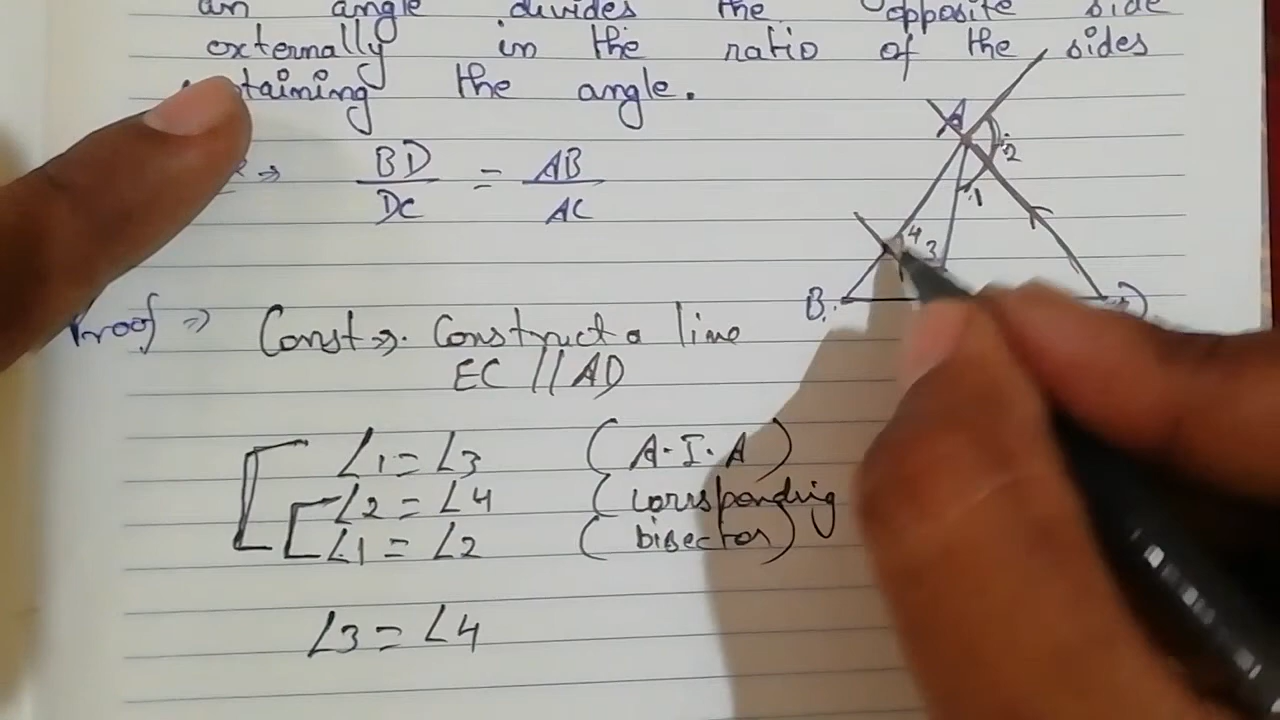 an angle divides the opposite side
externally in the ratio of the sides
the angle.
BD/DC = AB/AC
A
2
1
4
3
B
D
Proof ⇒ Const ⇒. Construct a line
EC // AD
∠1 = ∠3 (A.I.A)
∠2 = ∠4 (corrsponding
∠1 = ∠2 (bisector)
∠3 = ∠4